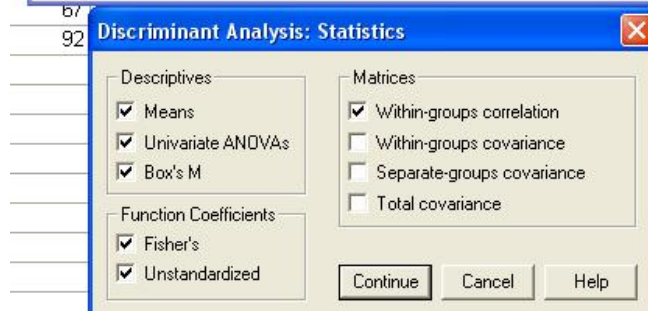 67
92
Discriminant Analysis: Statistics
Descriptives
Means
Univariate ANOVAs
Box's M
Function Coefficients
Fisher's
Unstandardized
Matrices
Within-groups correlation
Within-groups covariance
Separate-groups covariance
Total covariance
Continue
Cancel
Help